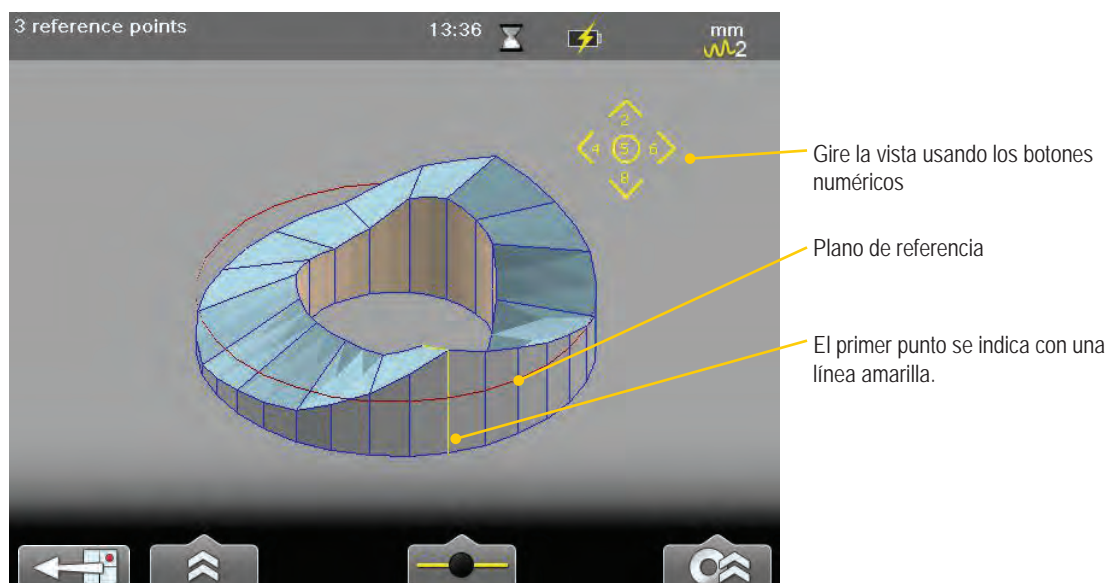 3 reference points
13:36
mm
2
2
4 5 6
8
Gire la vista usando los botones
numéricos
Plano de referencia
El primer punto se indica con una
línea amarilla.